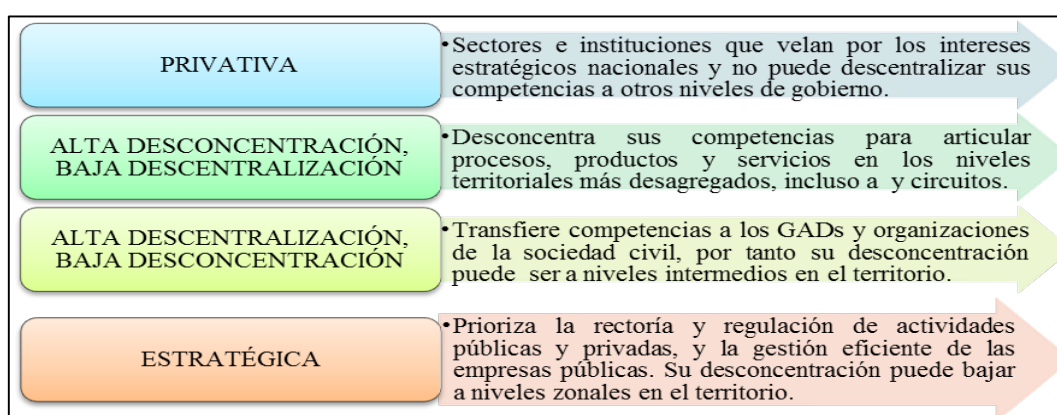 PRIVATIVA
•Sectores e instituciones que velan por los intereses
estratégicos nacionales y no puede descentralizar sus
competencias a otros niveles de gobierno.
ALTA DESCONCENTRACIÓN,
BAJA DESCENTRALIZACIÓN
•Desconcentra sus competencias para articular
procesos, productos y servicios en los niveles
territoriales más desagregados, incluso a y circuitos.
ALTA DESCENTRALIZACIÓN,
BAJA DESCONCENTRACIÓN
•Transfiere competencias a los GADs y organizaciones
de la sociedad civil, por tanto su desconcentración
puede ser a niveles intermedios en el territorio.
ESTRATÉGICA
•Prioriza la rectoría y regulación de actividades
públicas y privadas, y la gestión eficiente de las
empresas públicas. Su desconcentración puede bajar
a niveles zonales en el territorio.